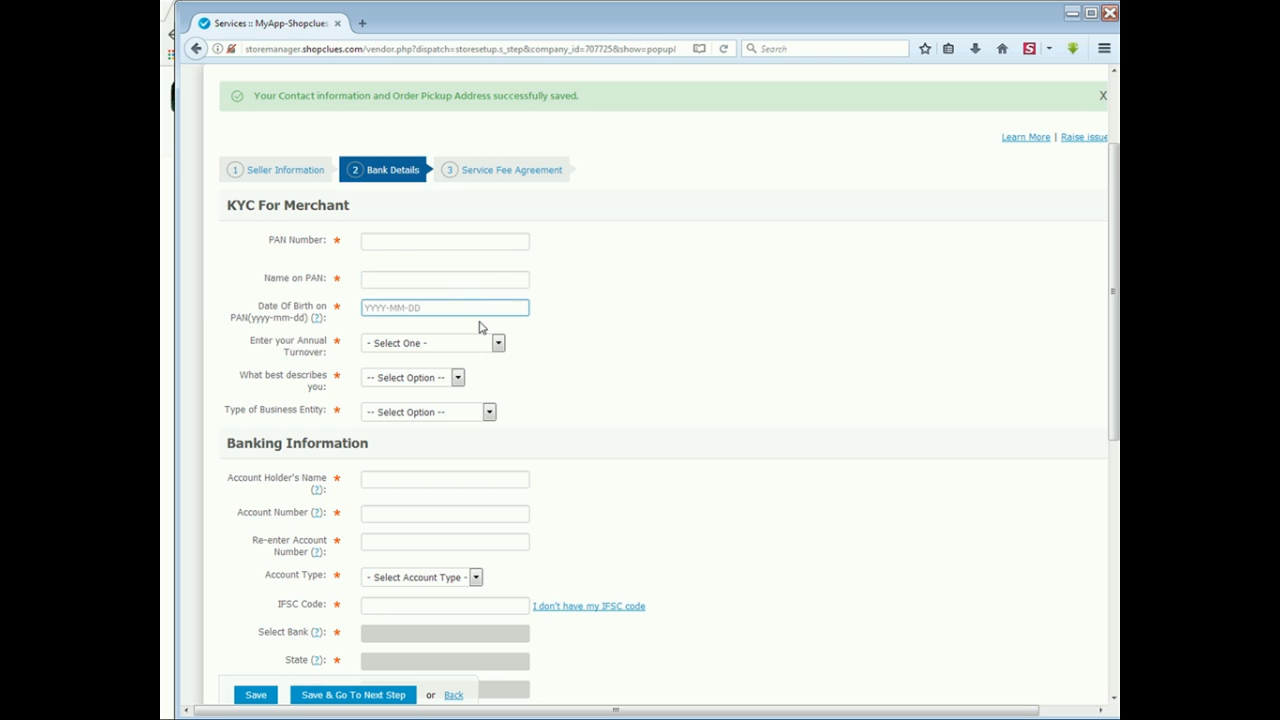 Services :: MyApp-Shopclues
storemanager.shopclues.com/vendor.php?dispatch=storesetup.s_step&company_id=707725&show=popupl
Search
Your Contact information and Order Pickup Address successfully saved.
X
Learn More | Raise issue
1 Seller Information
2 Bank Details
3 Service Fee Agreement
KYC For Merchant
PAN Number: *
Name on PAN: *
Date Of Birth on *
PAN(yyyy-mm-dd) (?):
YYYY-MM-DD
Enter your Annual *
Turnover:
- Select One -
What best describes *
you:
-- Select Option --
Type of Business Entity: *
-- Select Option --
Banking Information
Account Holder's Name *
(?):
Account Number (?): *
Re-enter Account *
Number (?):
Account Type: *
- Select Account Type -
IFSC Code: *
I don't have my IFSC code
Select Bank (?): *
State (?): *
Save
Save & Go To Next Step
or Back